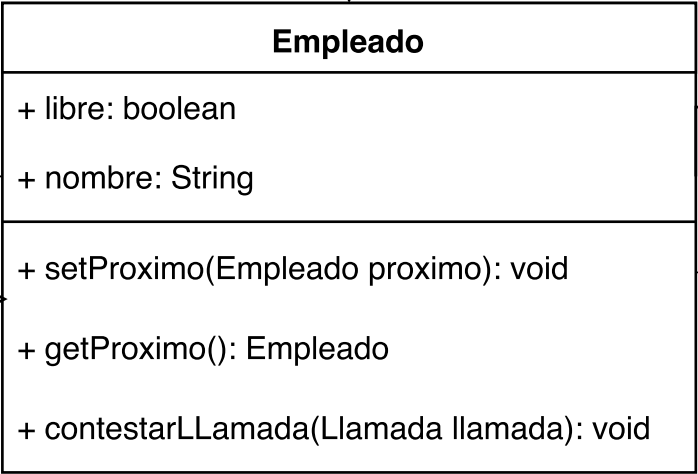 Empleado
+ libre: boolean
+ nombre: String
+ setProximo(Empleado proximo): void
+ getProximo(): Empleado
+ contestarLLamada(Llamada llamada): void